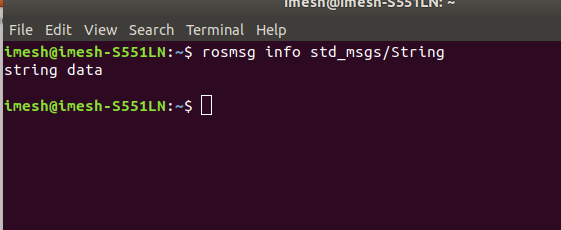 imesh@imesh-S551LN: ~
File Edit View Search Terminal Help
imesh@imesh-S551LN:~$ rosmsg info std_msgs/String
string data
imesh@imesh-S551LN:~$